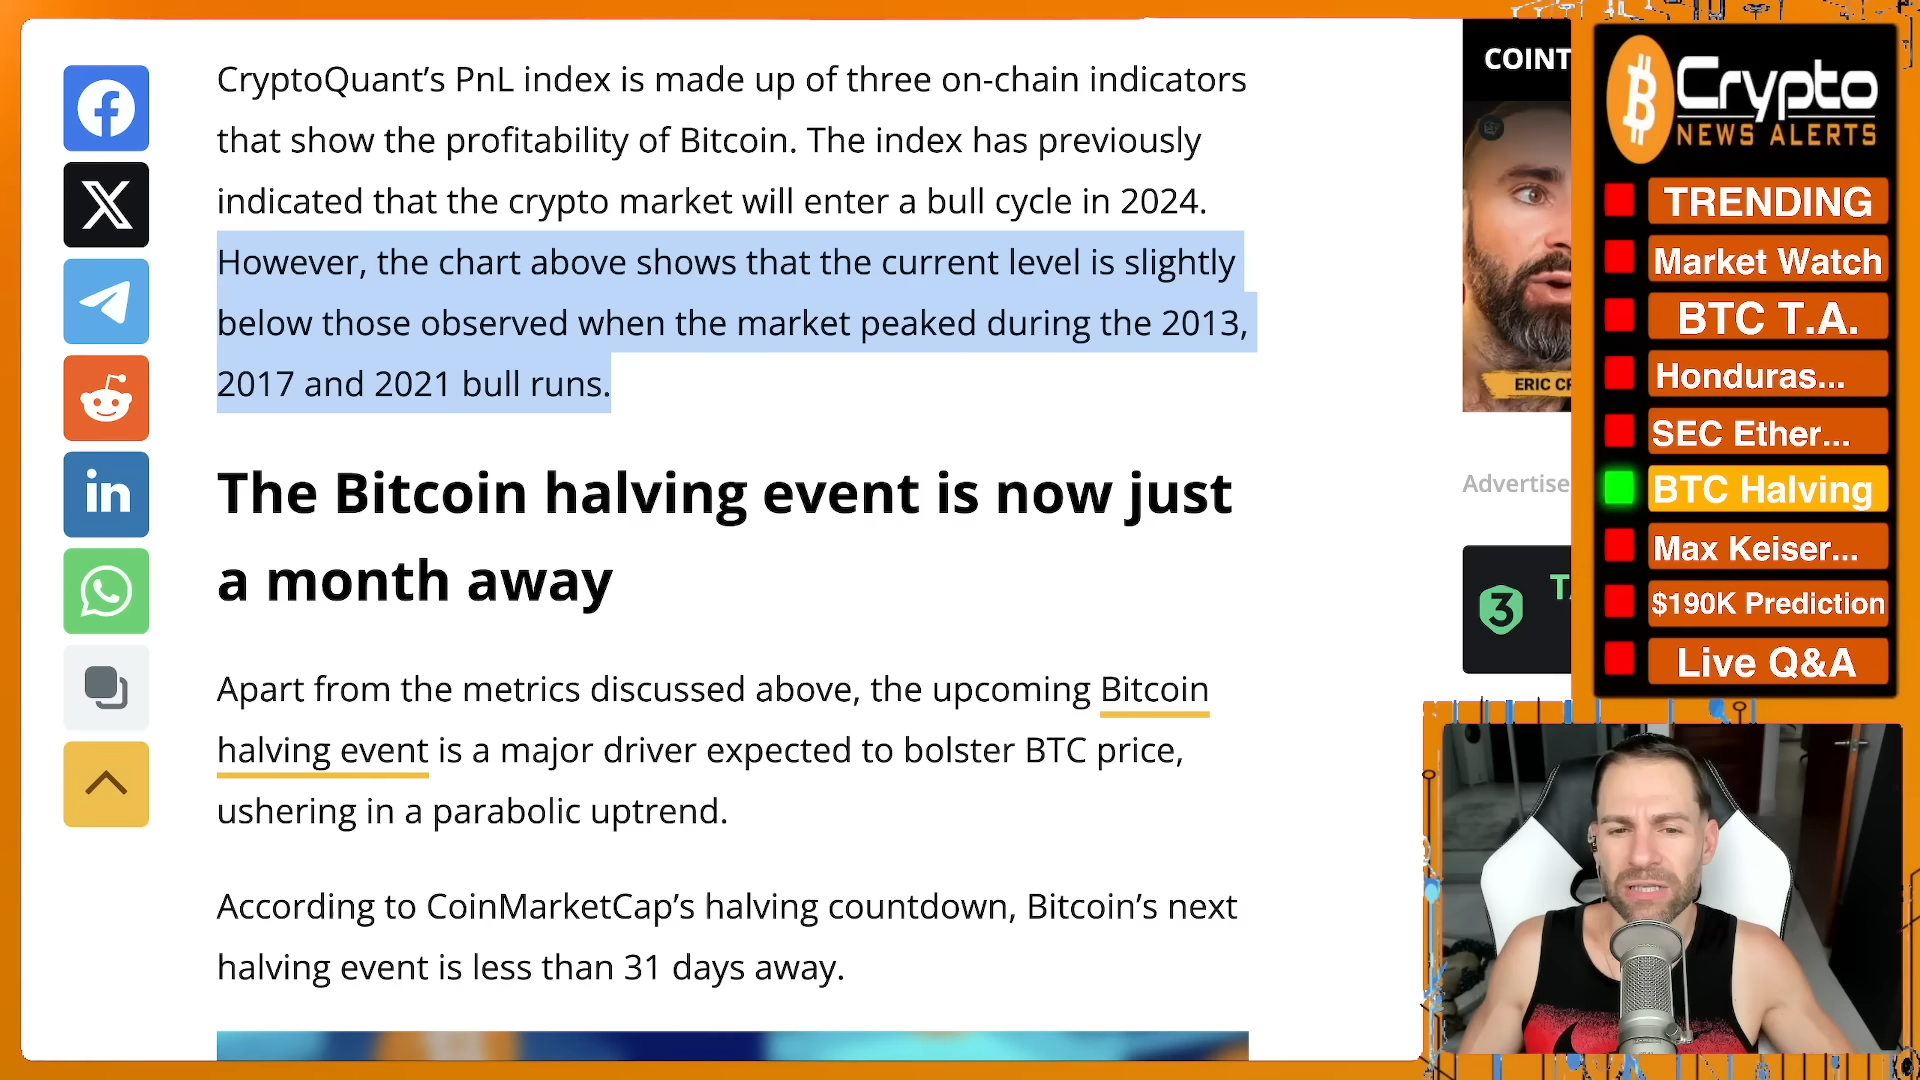 CryptoQuant’s PnL index is made up of three on-chain indicators
that show the profitability of Bitcoin. The index has previously
indicated that the crypto market will enter a bull cycle in 2024.
However, the chart above shows that the current level is slightly
below those observed when the market peaked during the 2013,
2017 and 2021 bull runs.
The Bitcoin halving event is now just
a month away
Apart from the metrics discussed above, the upcoming Bitcoin
halving event is a major driver expected to bolster BTC price,
ushering in a parabolic uptrend.
According to CoinMarketCap’s halving countdown, Bitcoin’s next
halving event is less than 31 days away.
in
COINT
ERIC CR
Advertise
3
T
Crypto
NEWS ALERTS
TRENDING
Market Watch
BTC T.A.
Honduras...
SEC Ether...
BTC Halving
Max Keiser...
$190K Prediction
Live Q&A